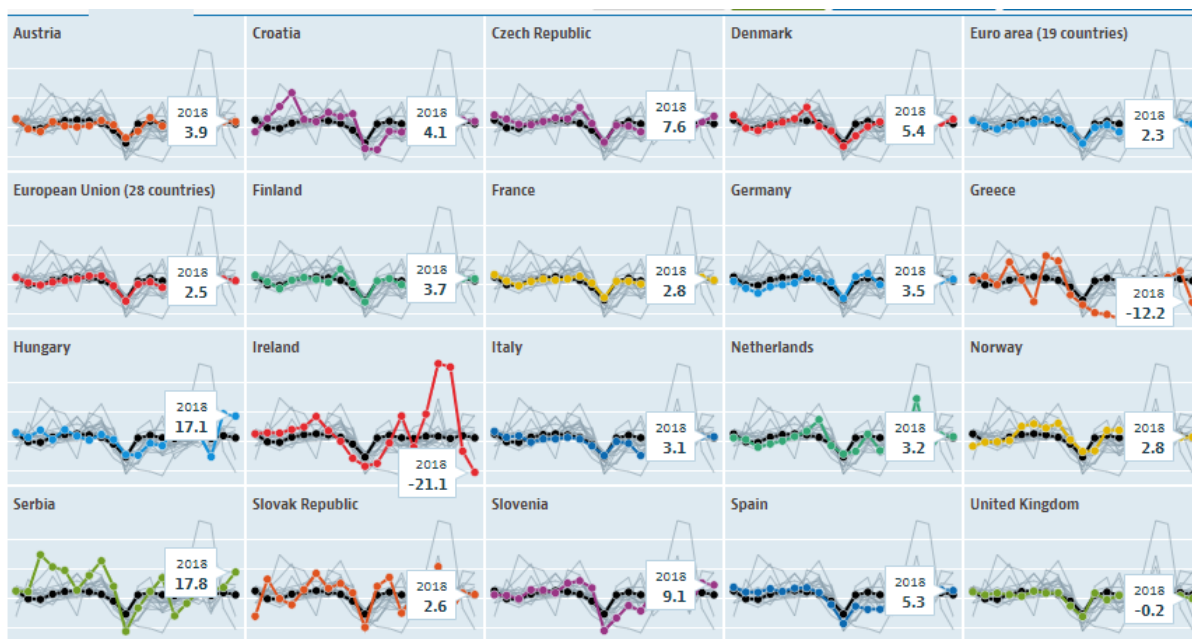 Austria
2018
3.9
Croatia
2018
4.1
Czech Republic
2018
7.6
Denmark
2018
5.4
Euro area (19 countries)
2018
2.3
European Union (28 countries)
2018
2.5
Finland
2018
3.7
France
2018
2.8
Germany
2018
3.5
Greece
2018
-12.2
Hungary
2018
17.1
Ireland
2018
-21.1
Italy
2018
3.1
Netherlands
2018
3.2
Norway
2018
2.8
Serbia
2018
17.8
Slovak Republic
2018
2.6
Slovenia
2018
9.1
Spain
2018
5.3
United Kingdom
2018
-0.2